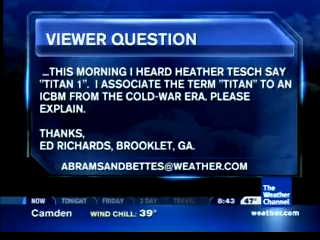 VIEWER QUESTION
...THIS MORNING I HEARD HEATHER TESCH SAY
"TITAN 1". I ASSOCIATE THE TERM "TITAN" TO AN
ICBM FROM THE COLD-WAR ERA. PLEASE
EXPLAIN.
THANKS,
ED RICHARDS, BROOKLET, GA.
ABRAMSANDBETTES@WEATHER.COM
The
Weather
Channel
NOW TONIGHT FRIDAY 3 DAY TRAVEL 8:43 47°
Camden WIND CHILL: 39° weather.com